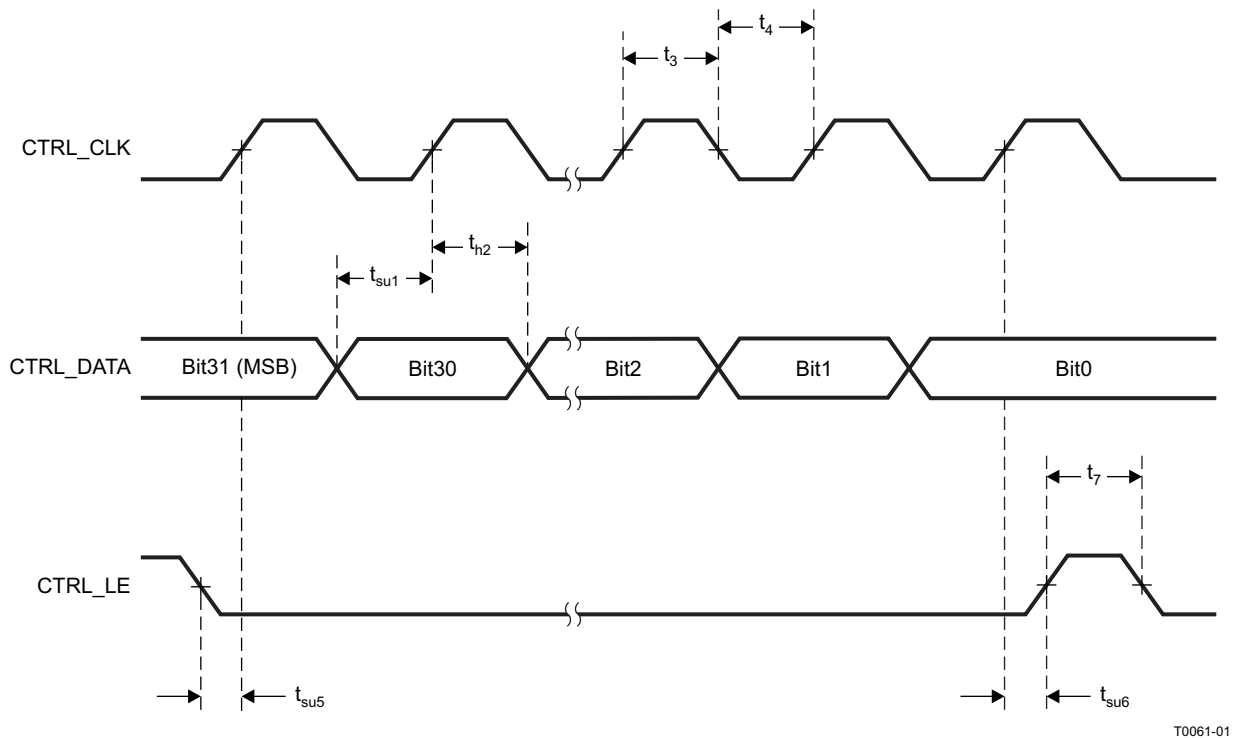 t4
t3
CTRL_CLK
th2
tsu1
CTRL_DATA
Bit31 (MSB)
Bit30
Bit2
Bit1
Bit0
t7
CTRL_LE
tsu5
tsu6
T0061-01